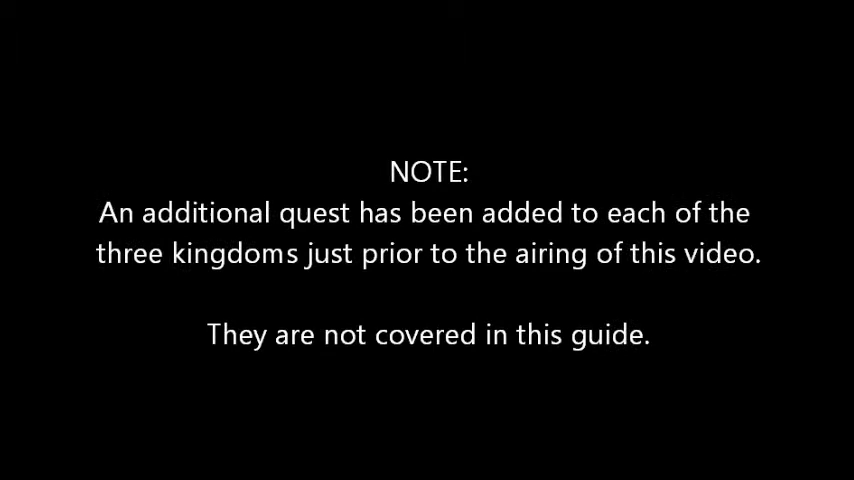 NOTE:
An additional quest has been added to each of the
three kingdoms just prior to the airing of this video.
They are not covered in this guide.